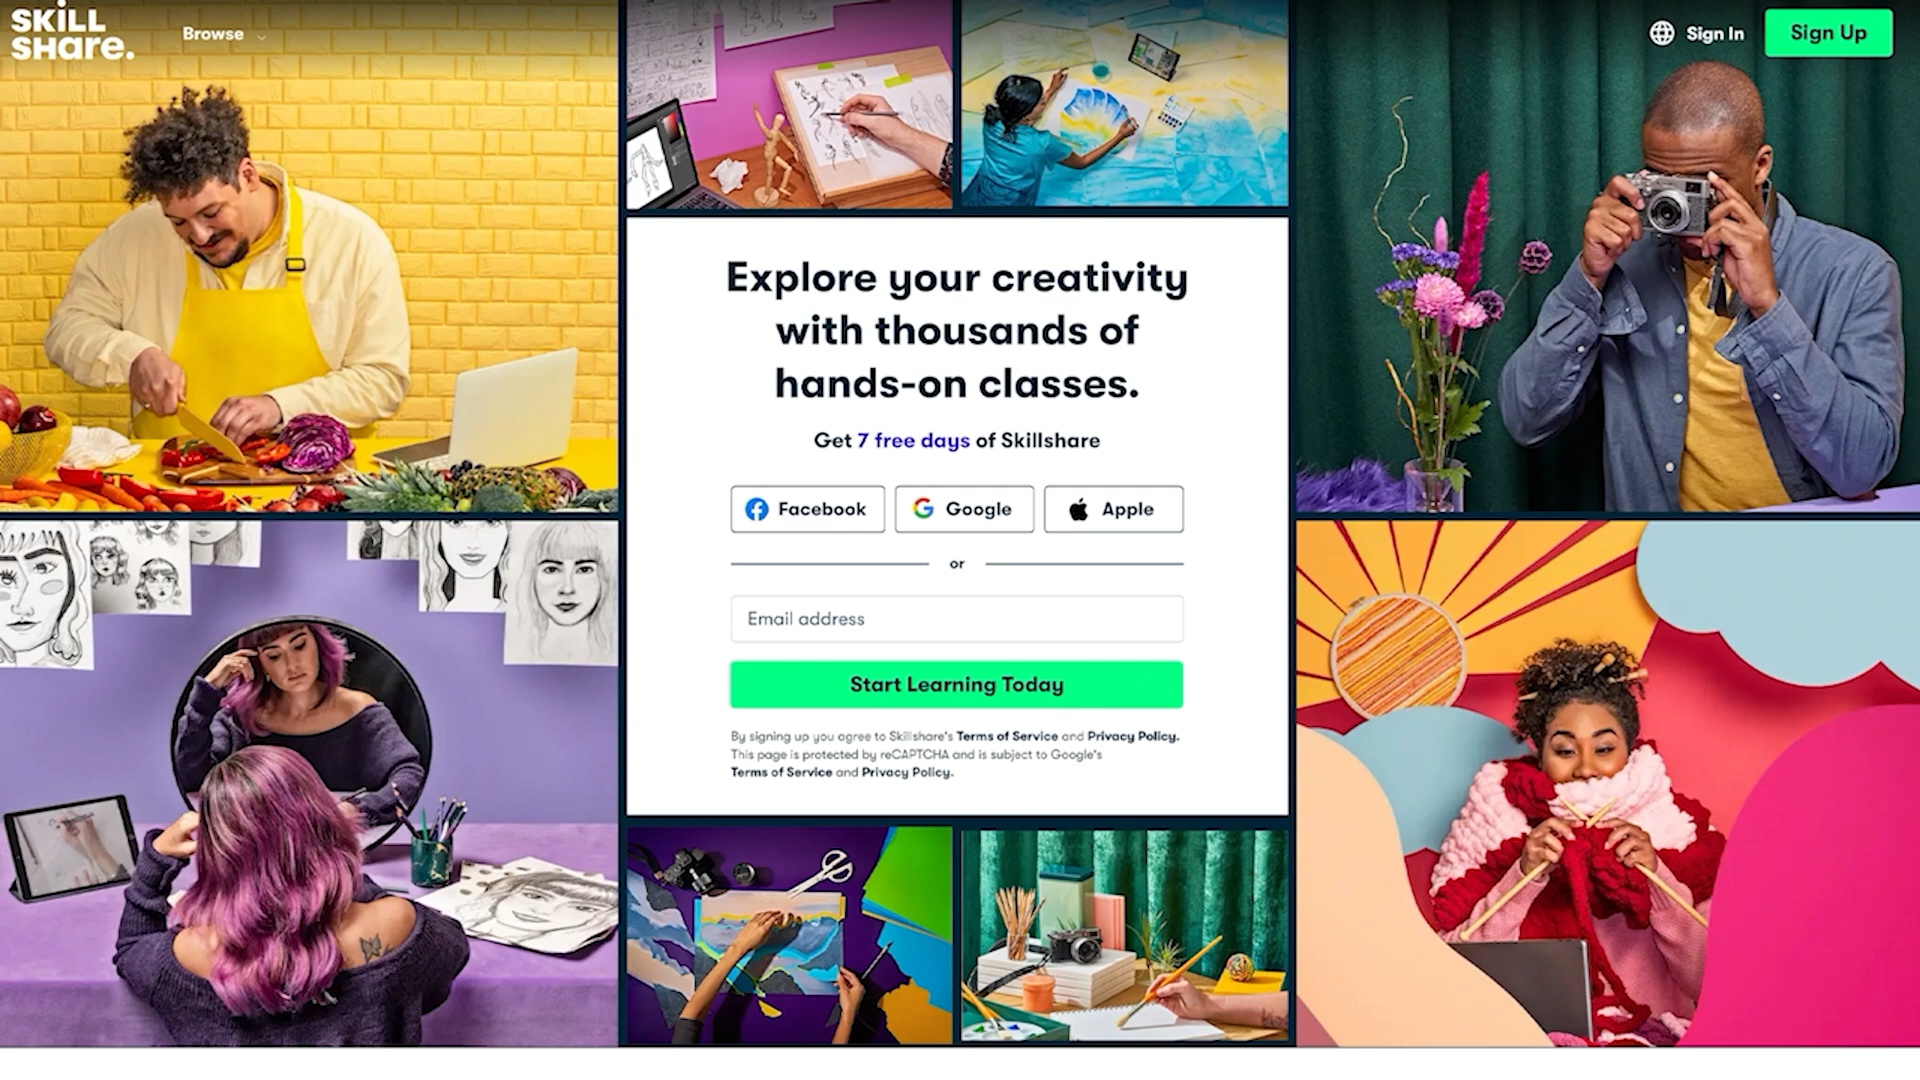 SKiLL
SHare.
Browse
Sign In
Sign Up
Explore your creativity
with thousands of
hands-on classes.
Get 7 free days of Skillshare
Facebook
Google
Apple
or
Email address
Start Learning Today
By signing up you agree to Skillshare's Terms of Service and Privacy Policy.
This page is protected by reCAPTCHA and is subject to Google's
Terms of Service and Privacy Policy.